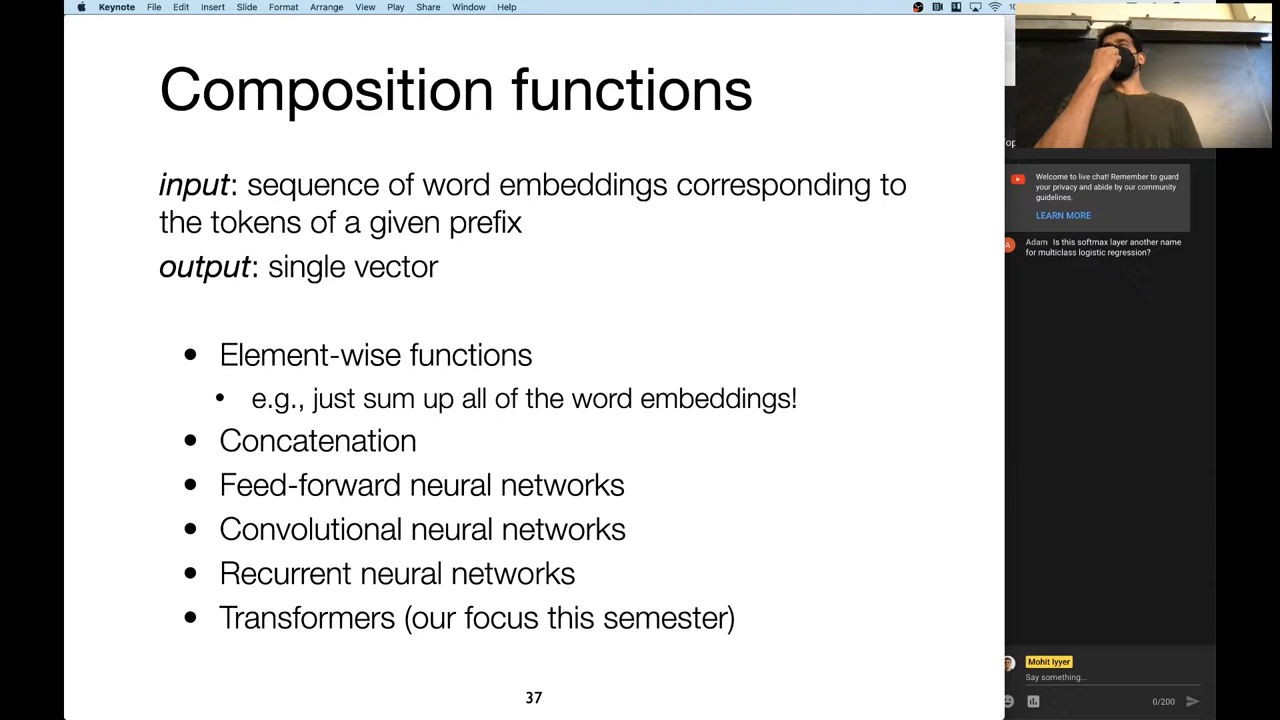 Keynote File Edit Insert Slide Format Arrange View Play Share Window Help
Composition functions
input: sequence of word embeddings corresponding to
the tokens of a given prefix
output: single vector
• Element-wise functions
• e.g., just sum up all of the word embeddings!
• Concatenation
• Feed-forward neural networks
• Convolutional neural networks
• Recurrent neural networks
• Transformers (our focus this semester)
37
Welcome to live chat! Remember to guard
your privacy and abide by our community
guidelines.
LEARN MORE
A
Adam Is this softmax layer another name
for multiclass logistic regression?
Mohit Iyyer
Say something...
0/200